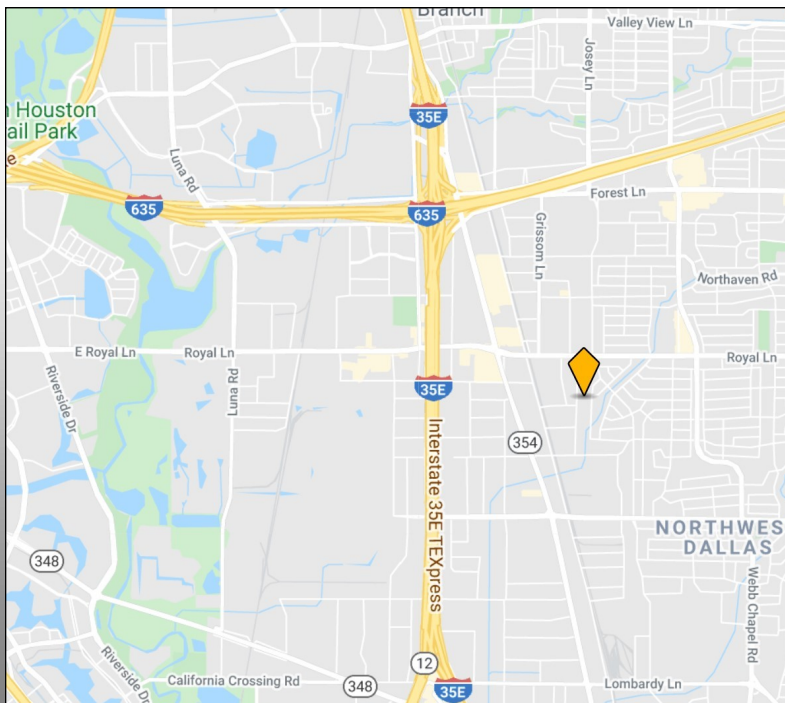 Branch
Valley View Ln
Josey Ln
35E
n Houston
ail Park
e
Luna Rd
635
635
Forest Ln
Grissom Ln
Northaven Rd
E Royal Ln
Royal Ln
Royal Ln
Luna Rd
Riverside Dr
35E
Interstate 35E TEXpress
354
NORTHWES
DALLAS
348
Webb Chapel Rd
Riverside Dr
California Crossing Rd
348
12
35E
Lombardy Ln